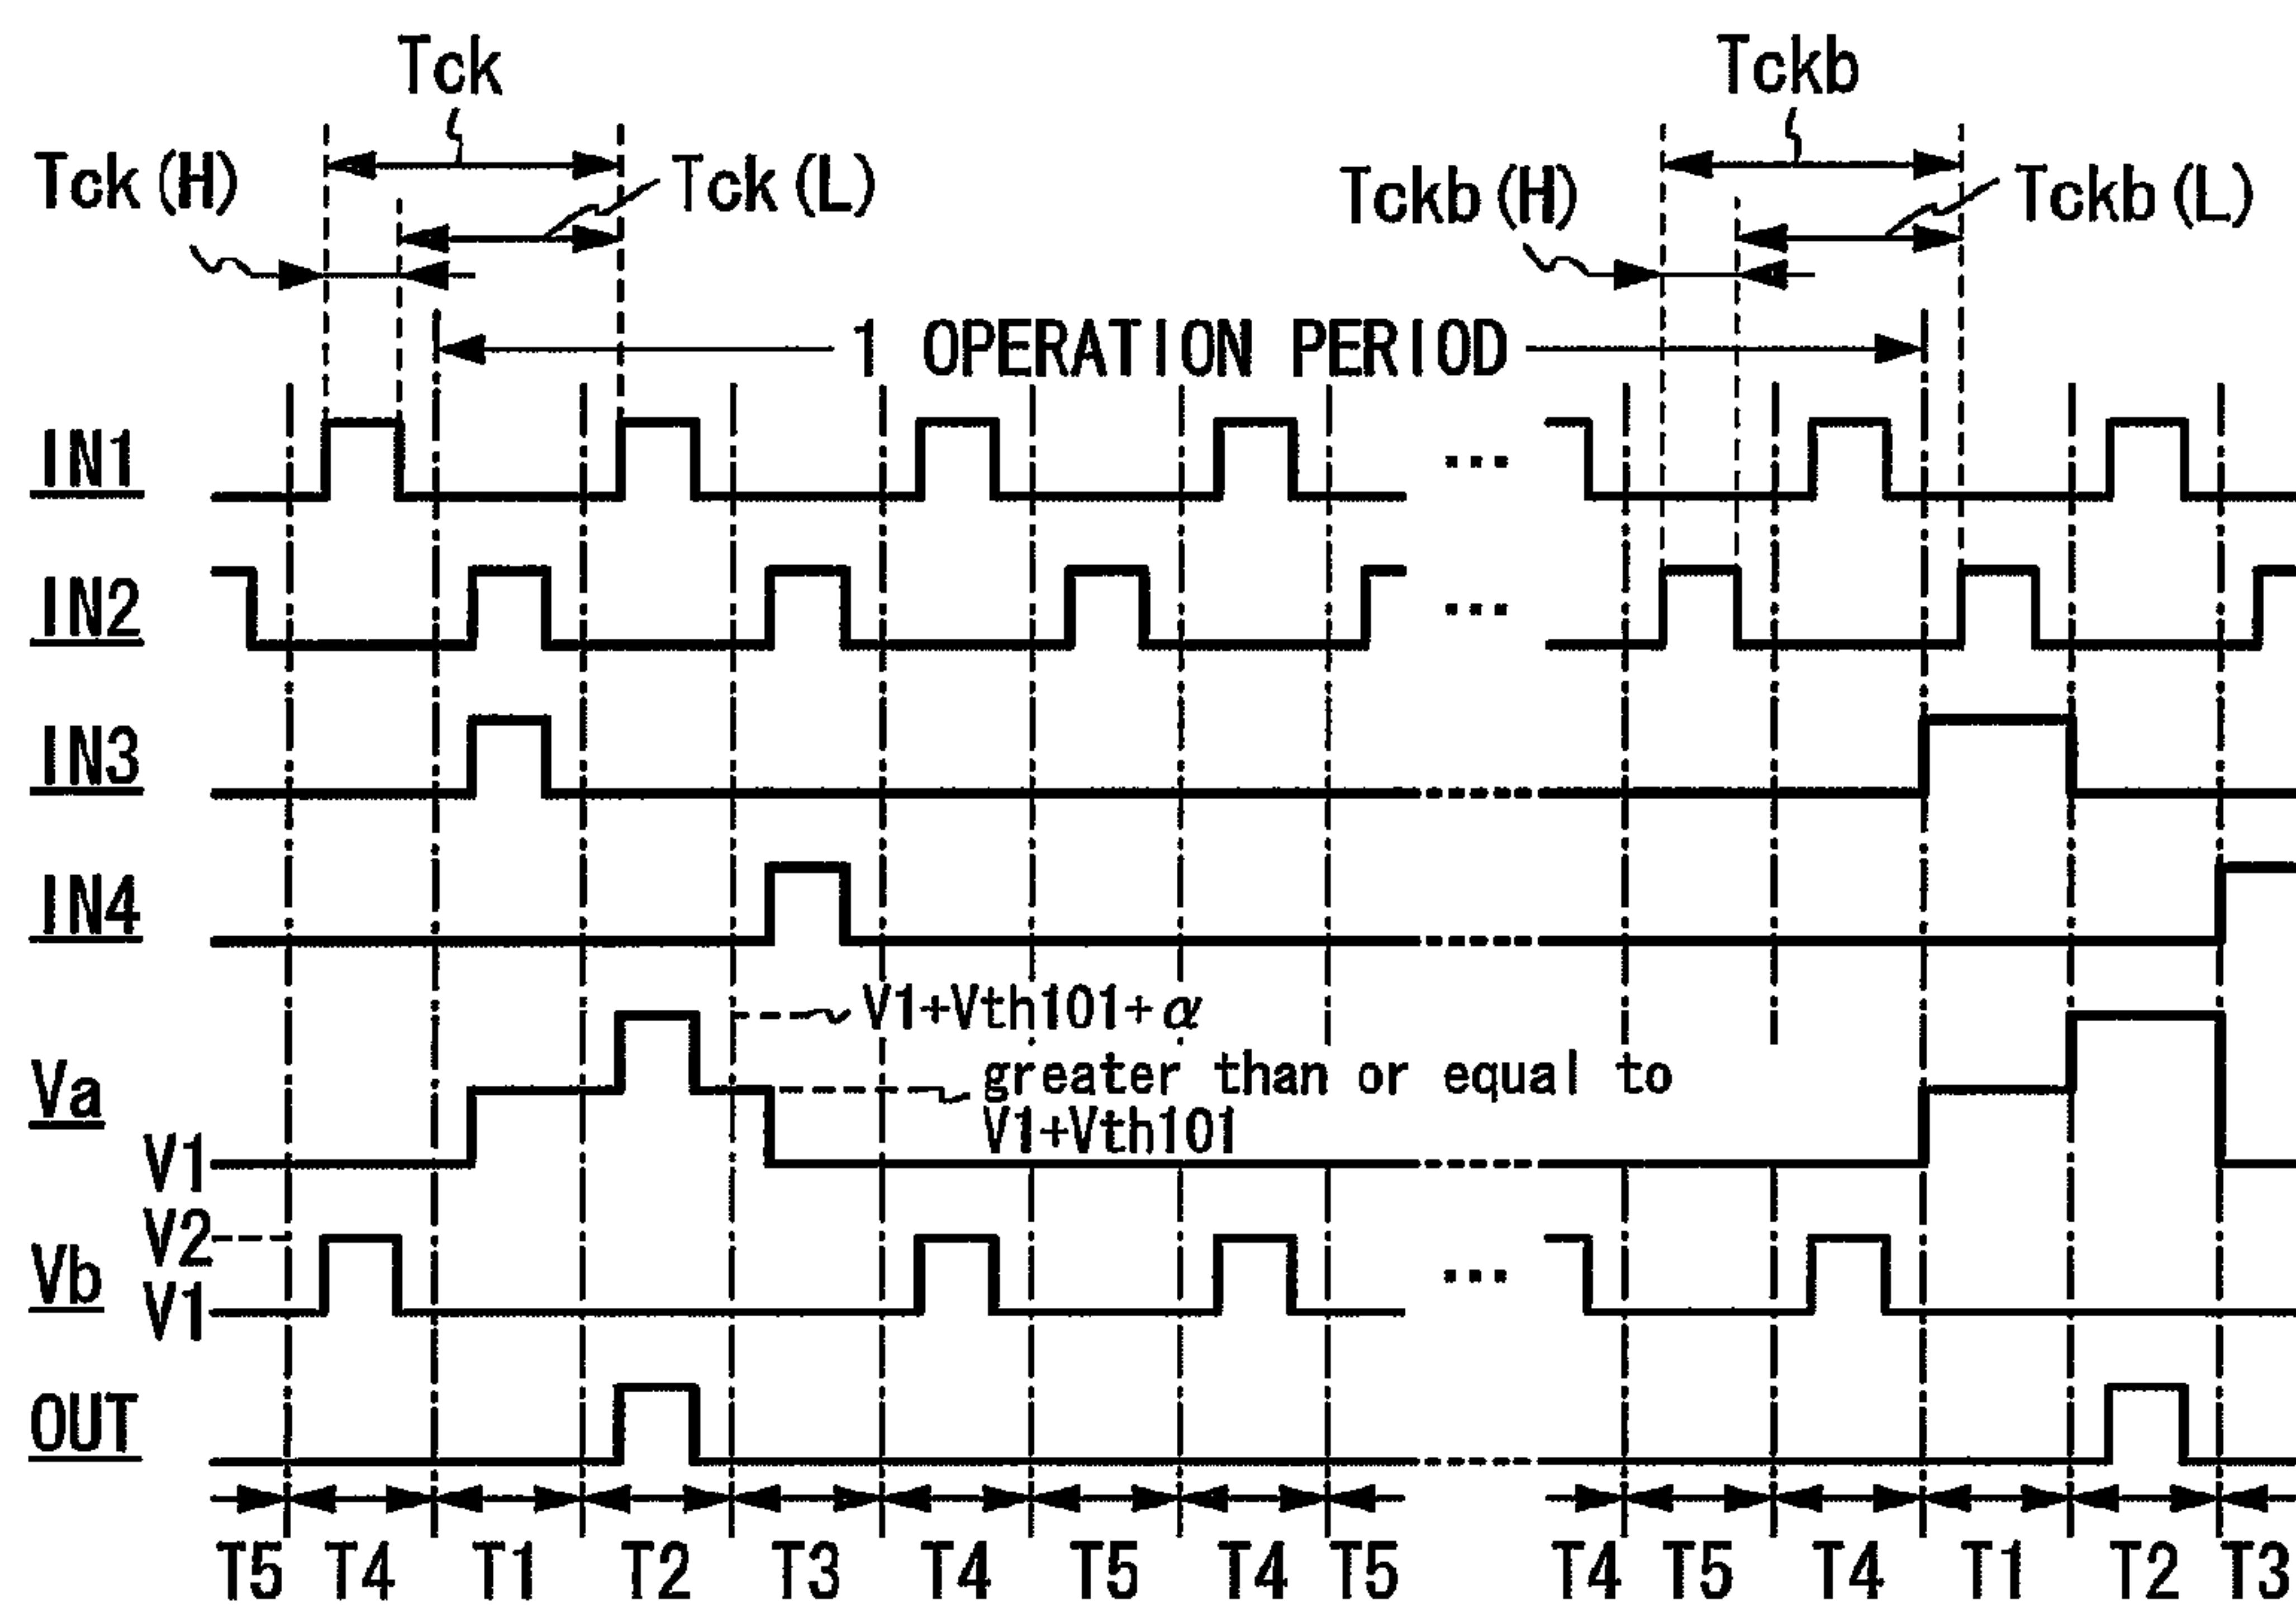 Tck
Tckb
Tck(H)
Tck(L)
Tckb(H)
Tckb(L)
1 OPERATION PERIOD
IN1
...
IN2
...
IN3
IN4
V1+Vth101+α
Va
greater than or equal to
V1+Vth101
V1
V2
Vb
...
V1
OUT
T5 T4 T1 T2 T3 T4 T5 T4 T5 T4 T5 T4 T1 T2 T3